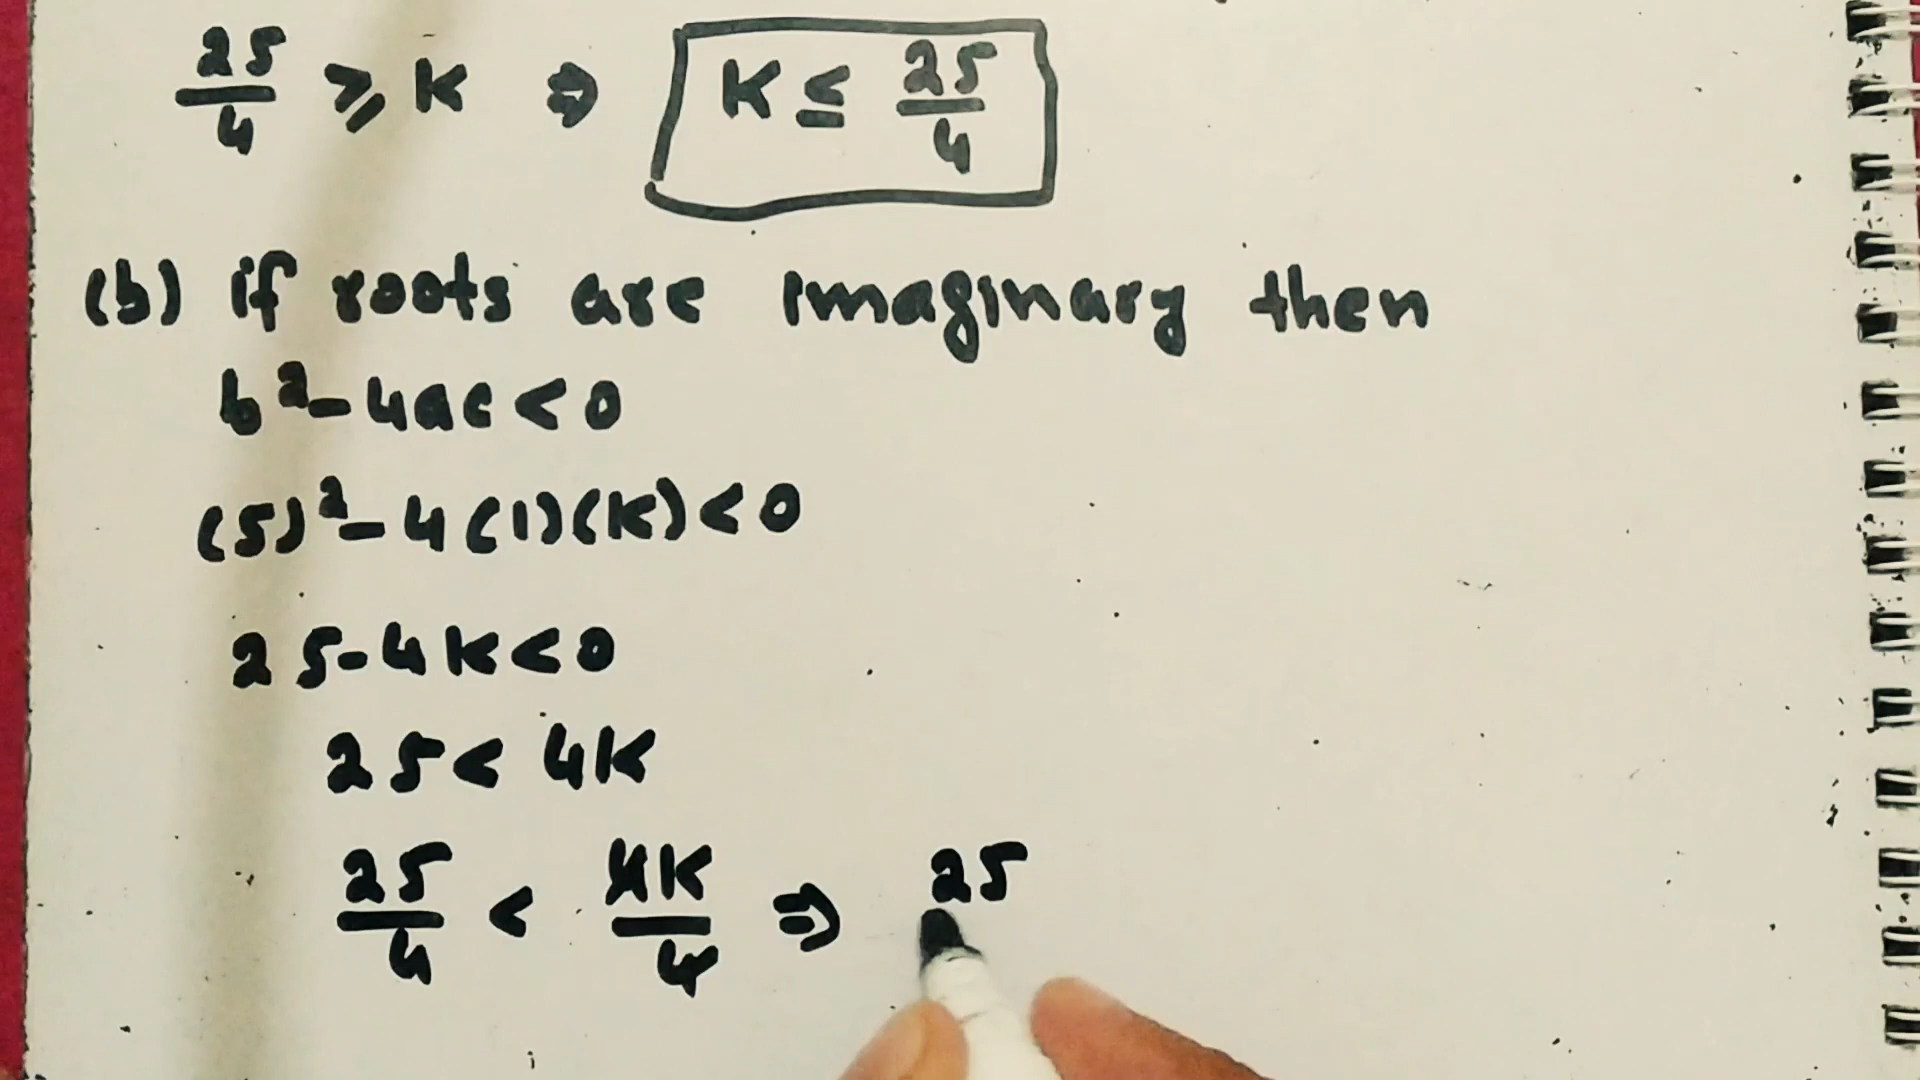 25/4 ⩾ K ⇒ K ≤ 25/4
(b) if roots are imaginary then
b²-4ac<0
(5)²-4(1)(K)<0
25-4K<0
25< 4K
25/4 < 4K/4 ⇒ 25